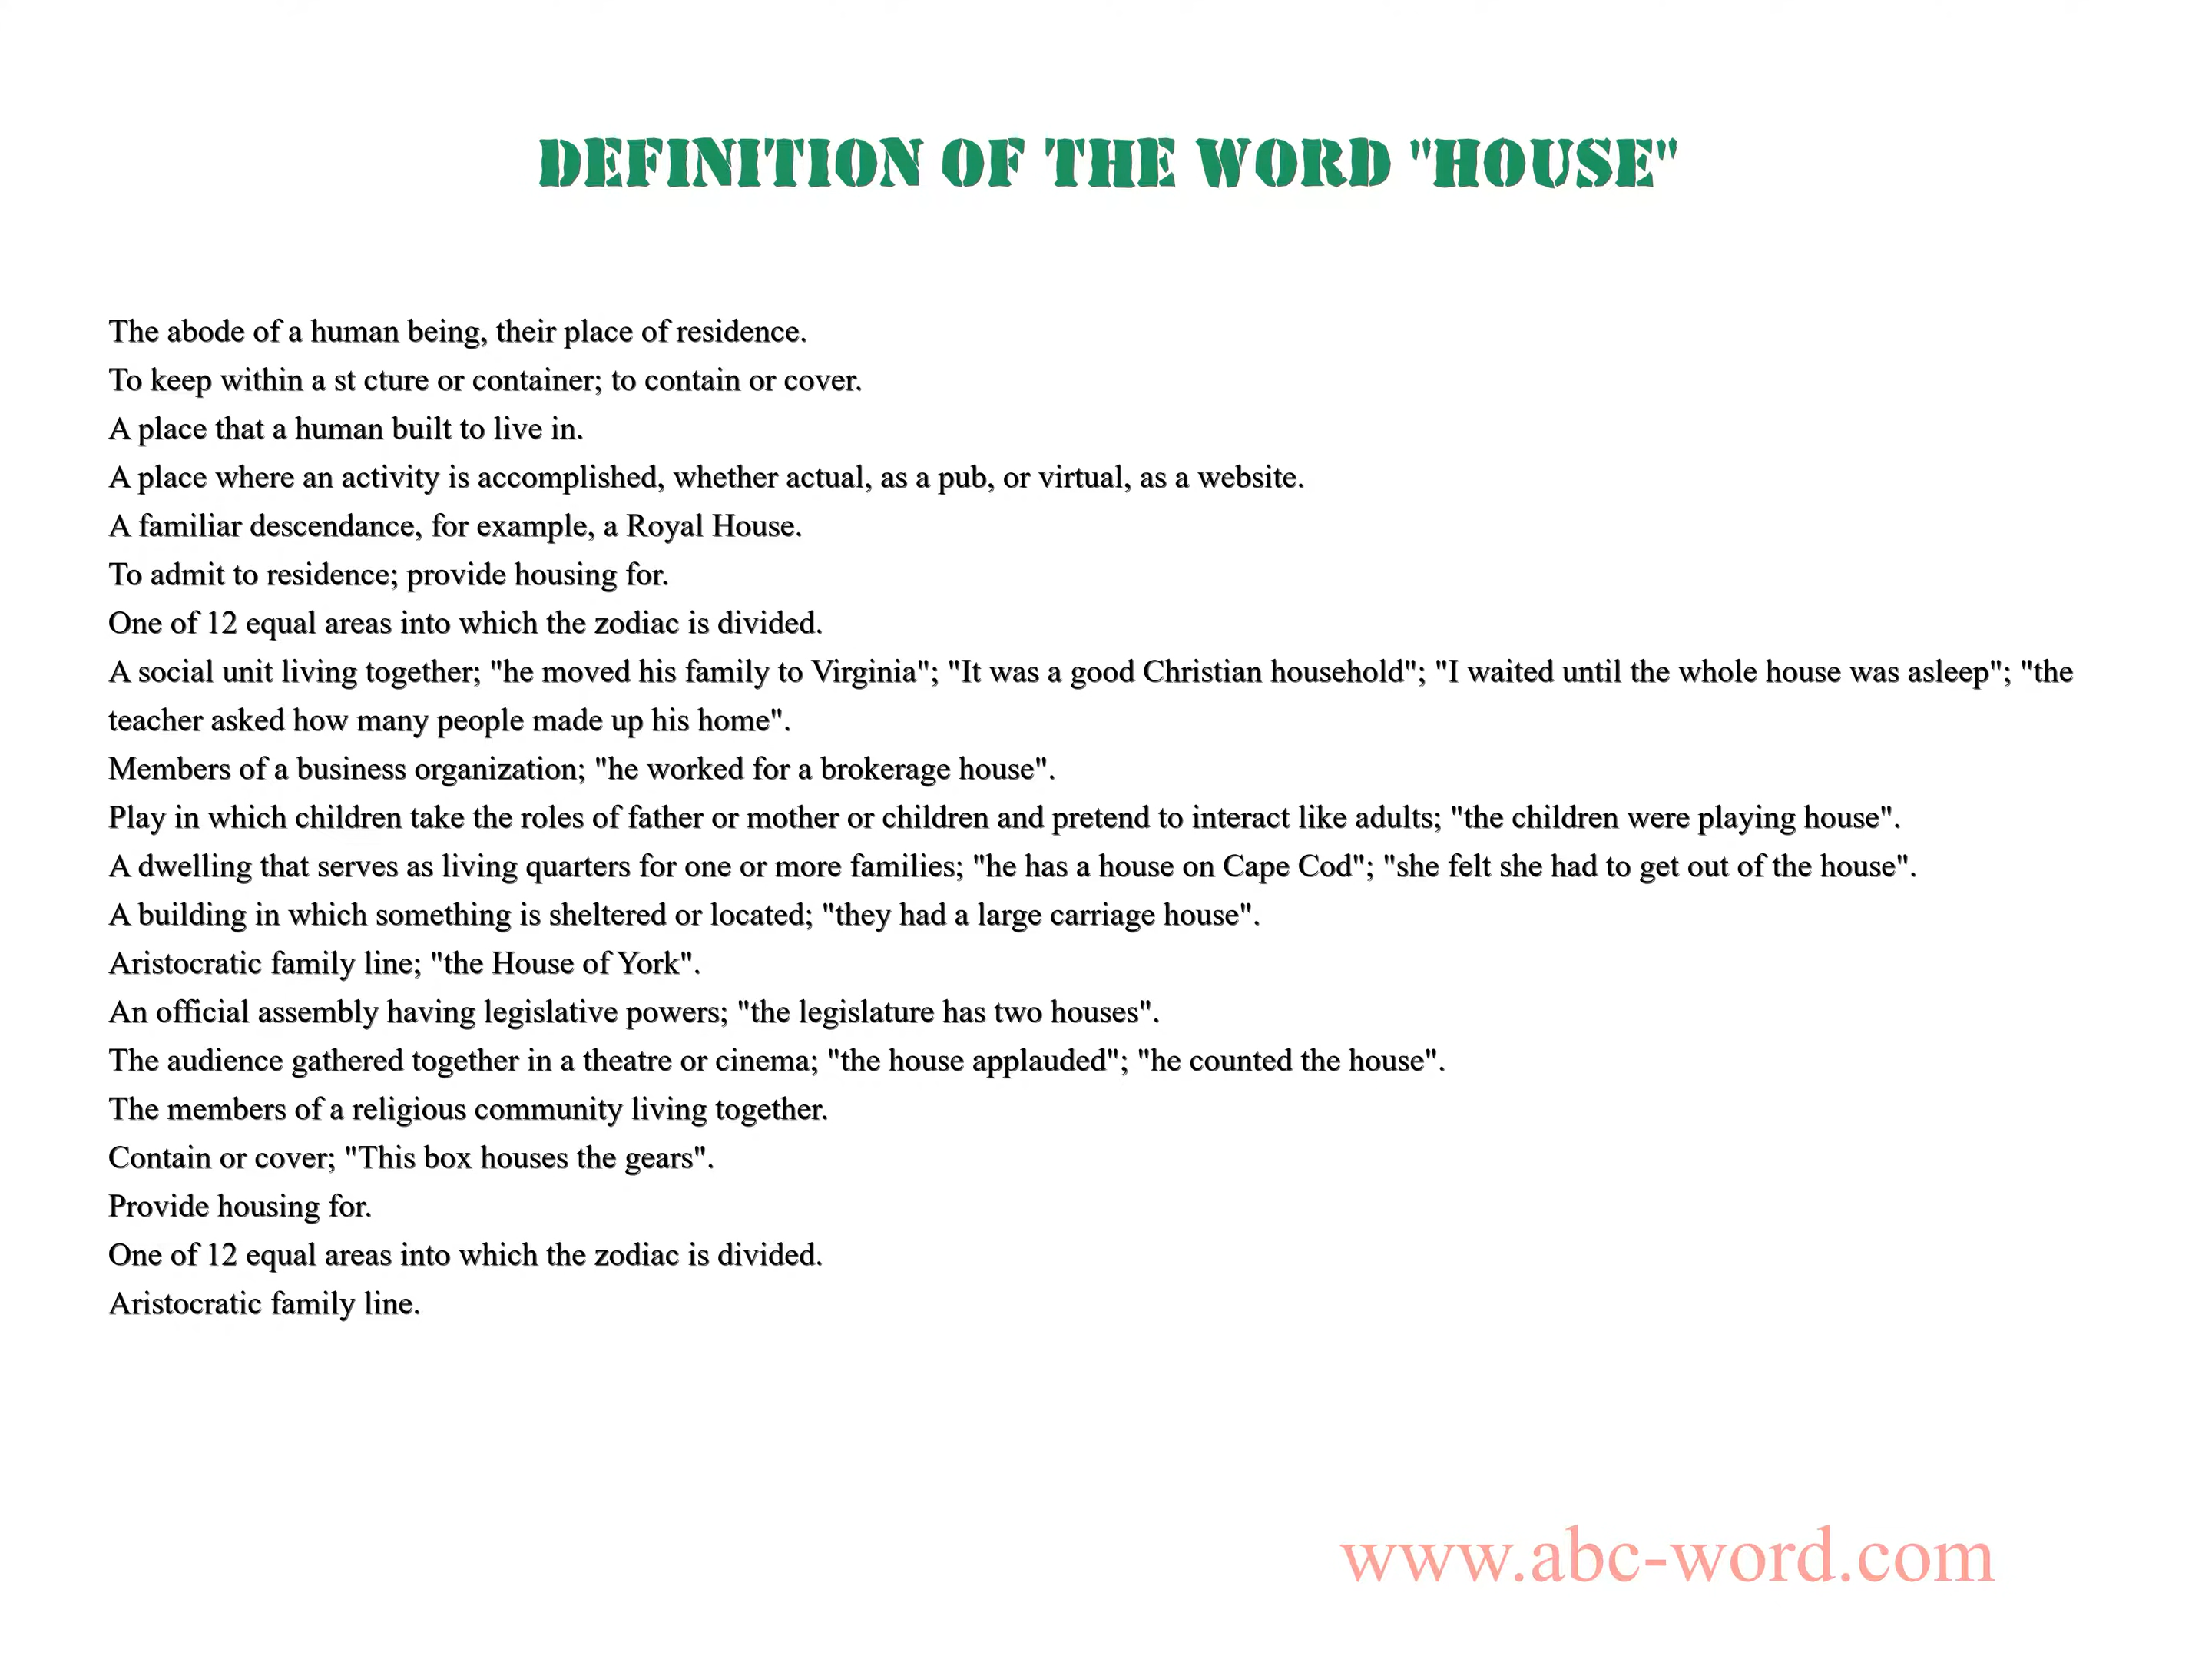 DEFINITION OF THE WORD "HOUSE"
The abode of a human being, their place of residence.
To keep within a st cture or container; to contain or cover.
A place that a human built to live in.
A place where an activity is accomplished, whether actual, as a pub, or virtual, as a website.
A familiar descendance, for example, a Royal House.
To admit to residence; provide housing for.
One of 12 equal areas into which the zodiac is divided.
A social unit living together; "he moved his family to Virginia"; "It was a good Christian household"; "I waited until the whole house was asleep"; "the
teacher asked how many people made up his home".
Members of a business organization; "he worked for a brokerage house".
Play in which children take the roles of father or mother or children and pretend to interact like adults; "the children were playing house".
A dwelling that serves as living quarters for one or more families; "he has a house on Cape Cod"; "she felt she had to get out of the house".
A building in which something is sheltered or located; "they had a large carriage house".
Aristocratic family line; "the House of York".
An official assembly having legislative powers; "the legislature has two houses".
The audience gathered together in a theatre or cinema; "the house applauded"; "he counted the house".
The members of a religious community living together.
Contain or cover; "This box houses the gears".
Provide housing for.
One of 12 equal areas into which the zodiac is divided.
Aristocratic family line.
www.abc-word.com